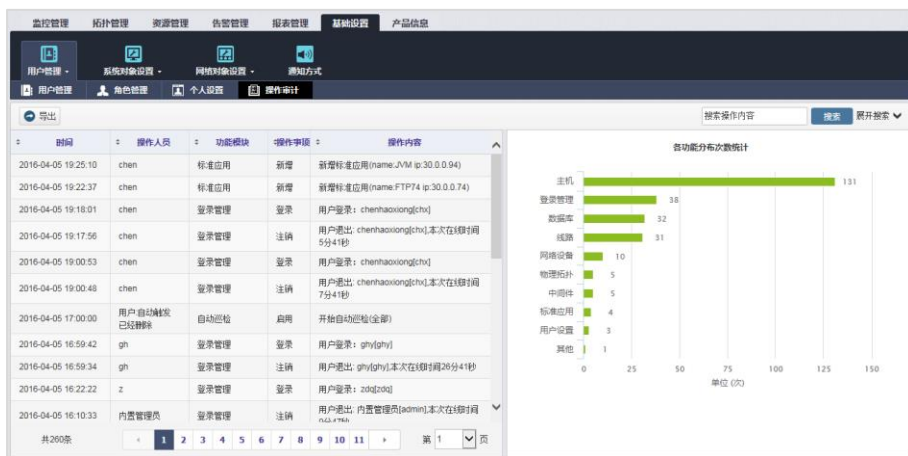 监控管理 拓扑管理 资源管理 告警管理 报表管理 基础设置 产品信息
用户管理 系统对象设置 网络对象设置 通知方式
用户管理 角色管理 个人设置 操作审计
导出 搜索操作内容 搜索 展开搜索
时间 操作人员 功能模块 操作事项 操作内容
2016-04-05 19:25:10 chen 标准应用 新增 新增标准应用(name:JVM ip:30.0.0.94)
2016-04-05 19:22:37 chen 标准应用 新增 新增标准应用(name:FTP74 ip:30.0.0.74)
2016-04-05 19:18:01 chen 登录管理 登录 用户登录：chenhaoxiong[chx]
2016-04-05 19:17:56 chen 登录管理 注销 用户退出: chenhaoxiong[chx],本次在线时间
5分41秒
2016-04-05 19:00:53 chen 登录管理 登录 用户登录：chenhaoxiong[chx]
2016-04-05 19:00:48 chen 登录管理 注销 用户退出: chenhaoxiong[chx],本次在线时间
7分41秒
2016-04-05 17:00:00 用户:自动触发
已经删除 自动巡检 启用 开始自动巡检(全部)
2016-04-05 16:59:42 gh 登录管理 登录 用户登录：ghy[ghy]
2016-04-05 16:59:34 gh 登录管理 注销 用户退出: ghy[ghy],本次在线时间26分41秒
2016-04-05 16:22:22 z 登录管理 登录 用户登录：zdq[zdq]
2016-04-05 16:10:33 内置管理员 登录管理 注销 用户退出: 内置管理员[admin],本次在线时间
共260条 1 2 3 4 5 6 7 8 9 10 11 第 1 页
各功能分布次数统计
主机 131
登录管理 38
数据库 32
线路 31
网络设备 10
物理拓扑 5
中间件 5
标准应用 4
用户设置 3
其他 1
0 25 50 75 100 125 150
单位 (次)